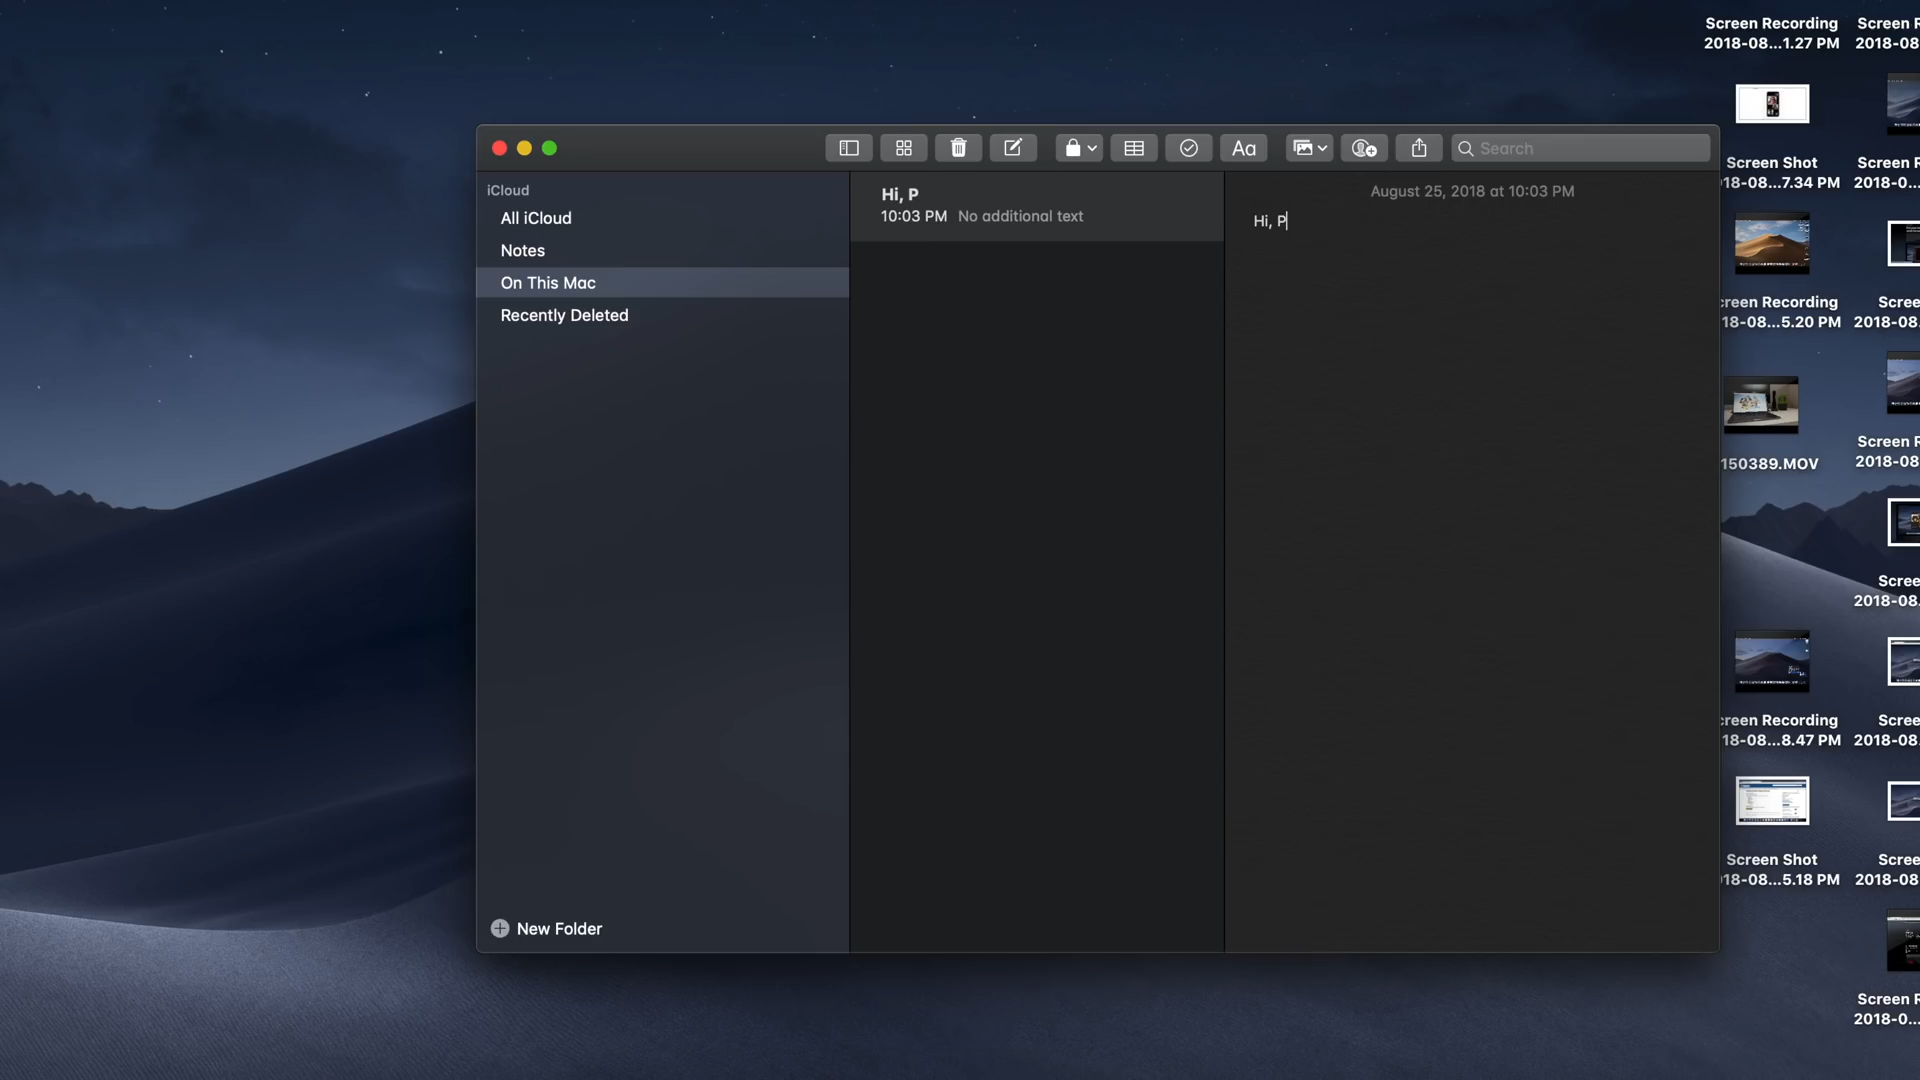 Screen Recording
2018-08...1.27 PM
Screen R
2018-08
Search
Screen Shot
18-08...7.34 PM
Screen R
2018-0...
iCloud
All iCloud
Notes
On This Mac
Recently Deleted
New Folder
Hi, P
10:03 PM No additional text
August 25, 2018 at 10:03 PM
Hi, P
Aa
creen Recording
18-08...5.20 PM
Scree
2018-08.
150389.MOV
Screen R
2018-08...
Scree
2018-08.
creen Recording
18-08...8.47 PM
Scree
2018-08.
Screen Shot
18-08...5.18 PM
Scree
2018-08
Screen R
2018-0...